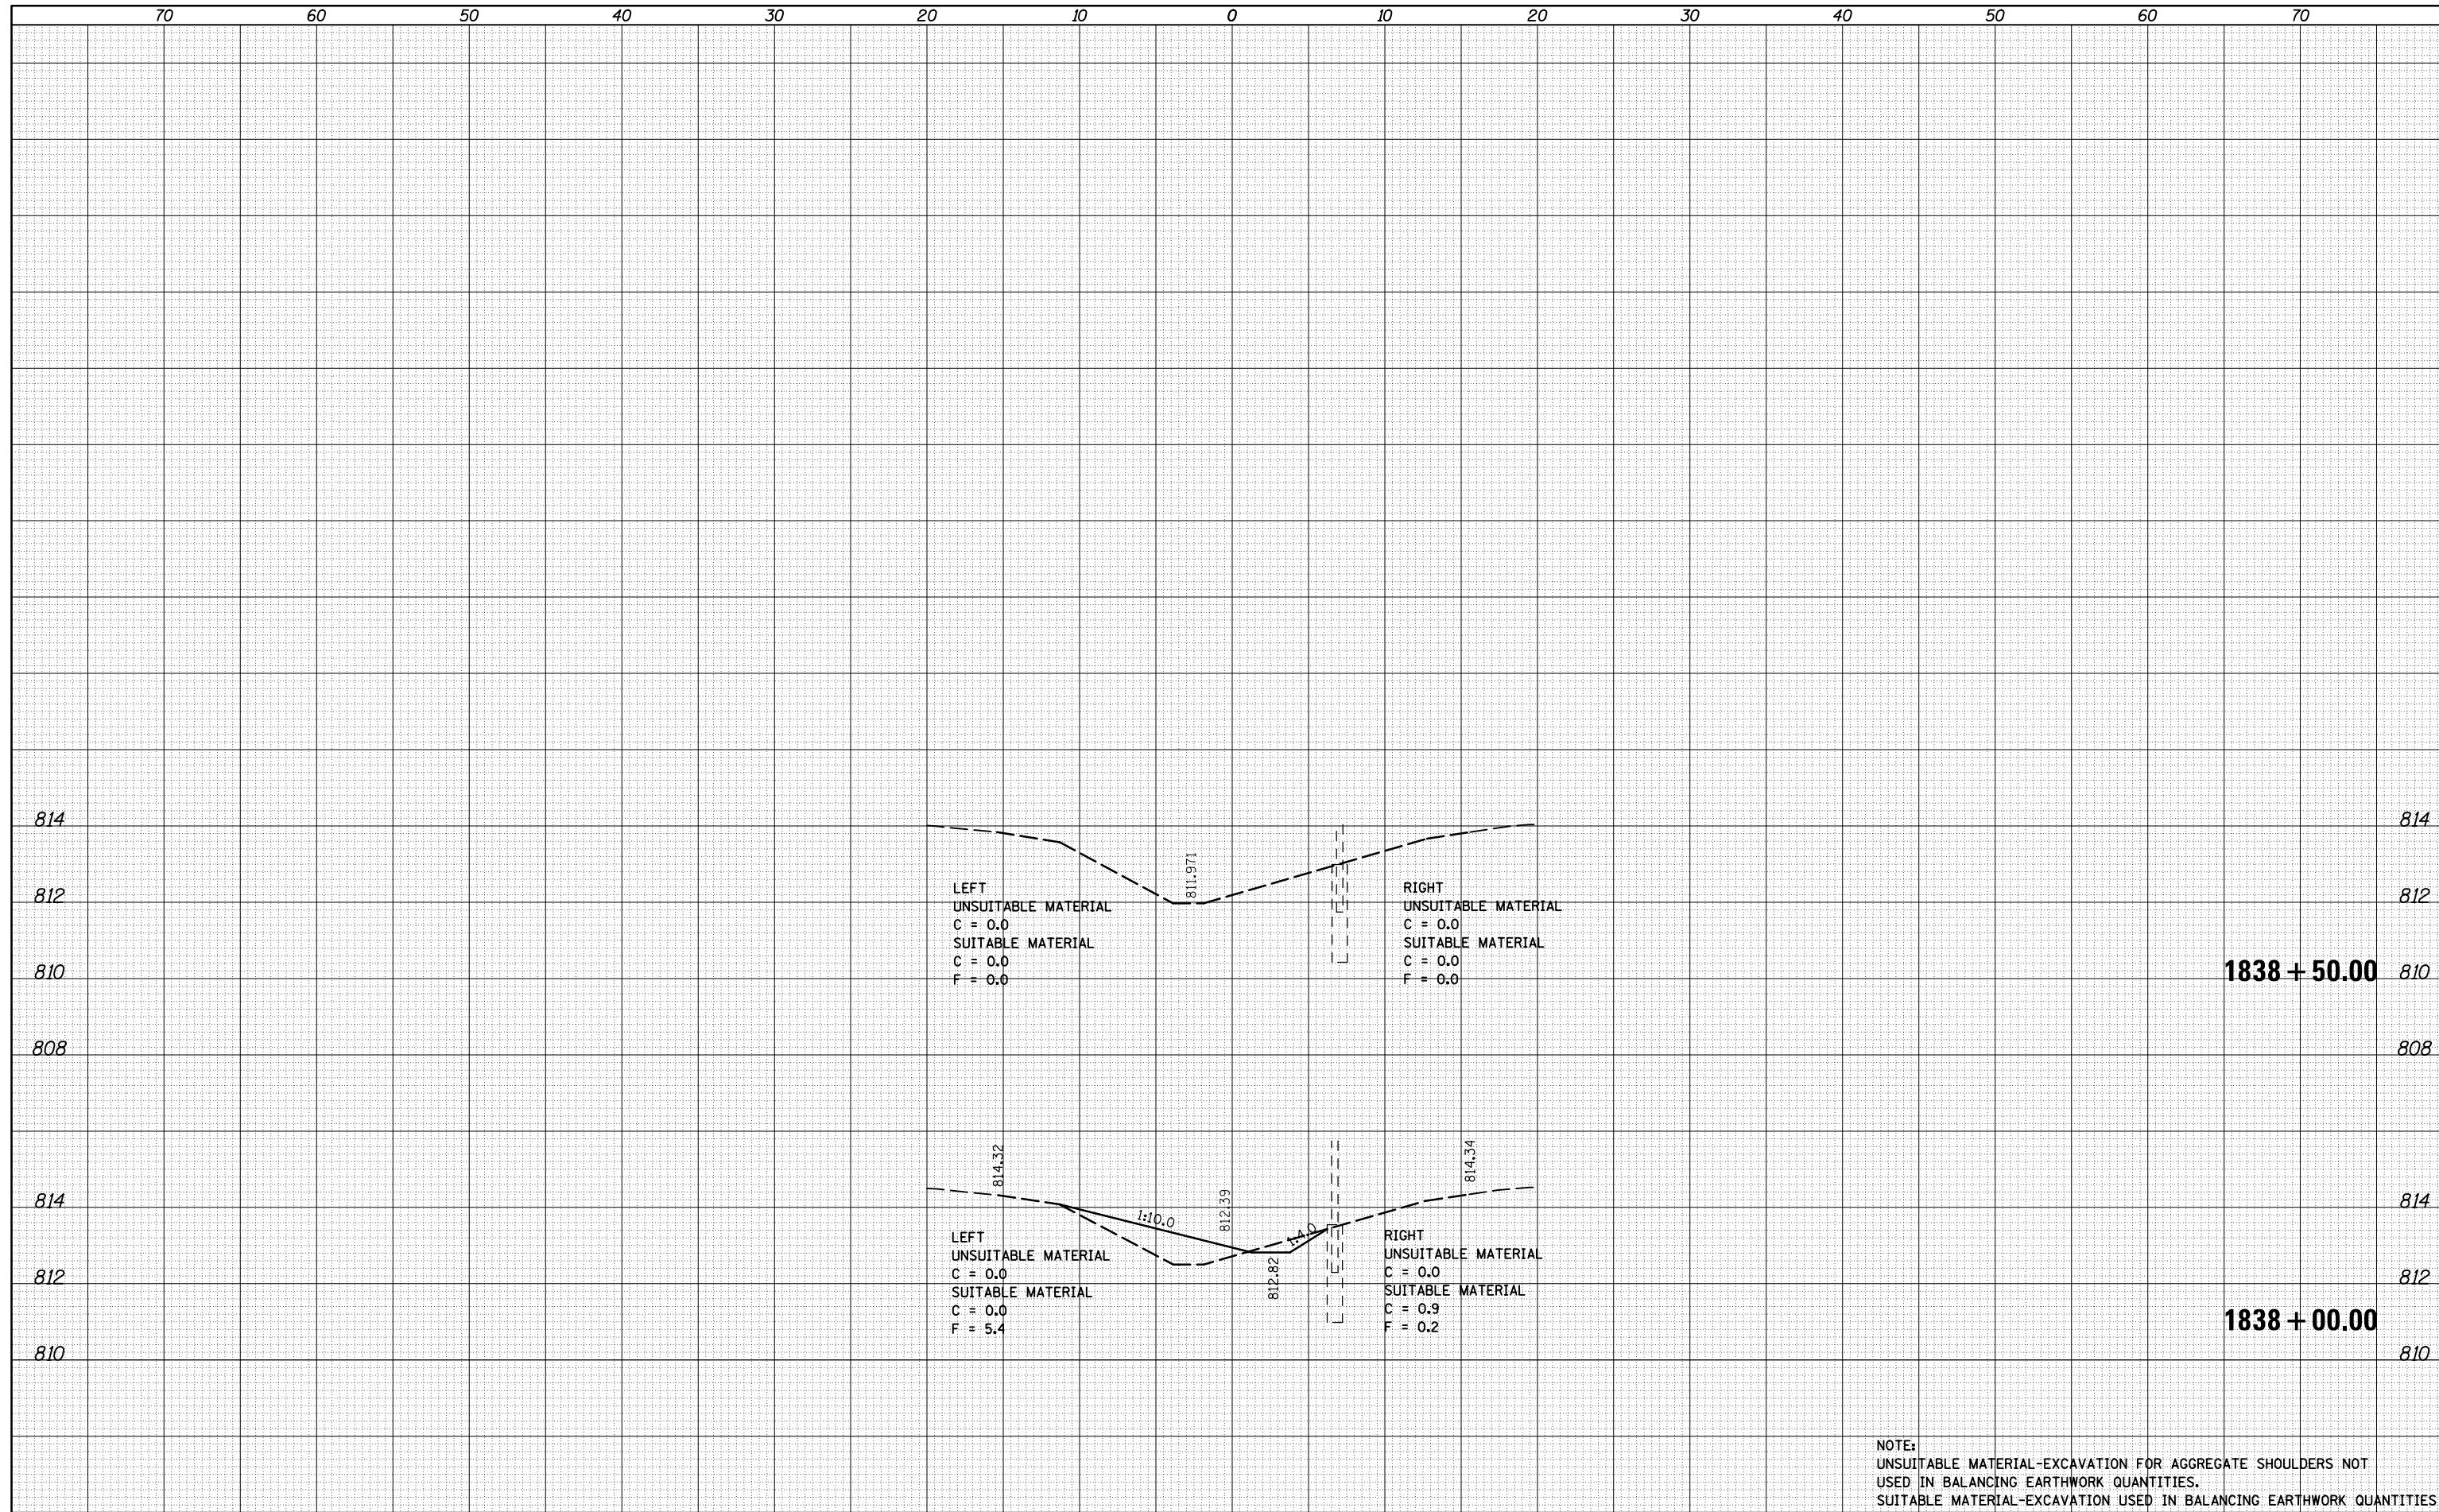 70 60 50 40 30 20 10 0 10 20 30 40 50 60 70
814 814
811.971
812 812
LEFT
UNSUITABLE MATERIAL
C = 0.0
SUITABLE MATERIAL
C = 0.0
F = 0.0
RIGHT
UNSUITABLE MATERIAL
C = 0.0
SUITABLE MATERIAL
C = 0.0
F = 0.0
810 1838 + 50.00 810
808 808
814.32
812.39
814.34
814 814
1:10.0
1:4.0
812.82
LEFT
UNSUITABLE MATERIAL
C = 0.0
SUITABLE MATERIAL
C = 0.0
F = 5.4
RIGHT
UNSUITABLE MATERIAL
C = 0.0
SUITABLE MATERIAL
C = 0.9
F = 0.2
812 812
1838 + 00.00
810 810
NOTE:
UNSUITABLE MATERIAL-EXCAVATION FOR AGGREGATE SHOULDERS NOT
USED IN BALANCING EARTHWORK QUANTITIES.
SUITABLE MATERIAL-EXCAVATION USED IN BALANCING EARTHWORK QUANTITIES